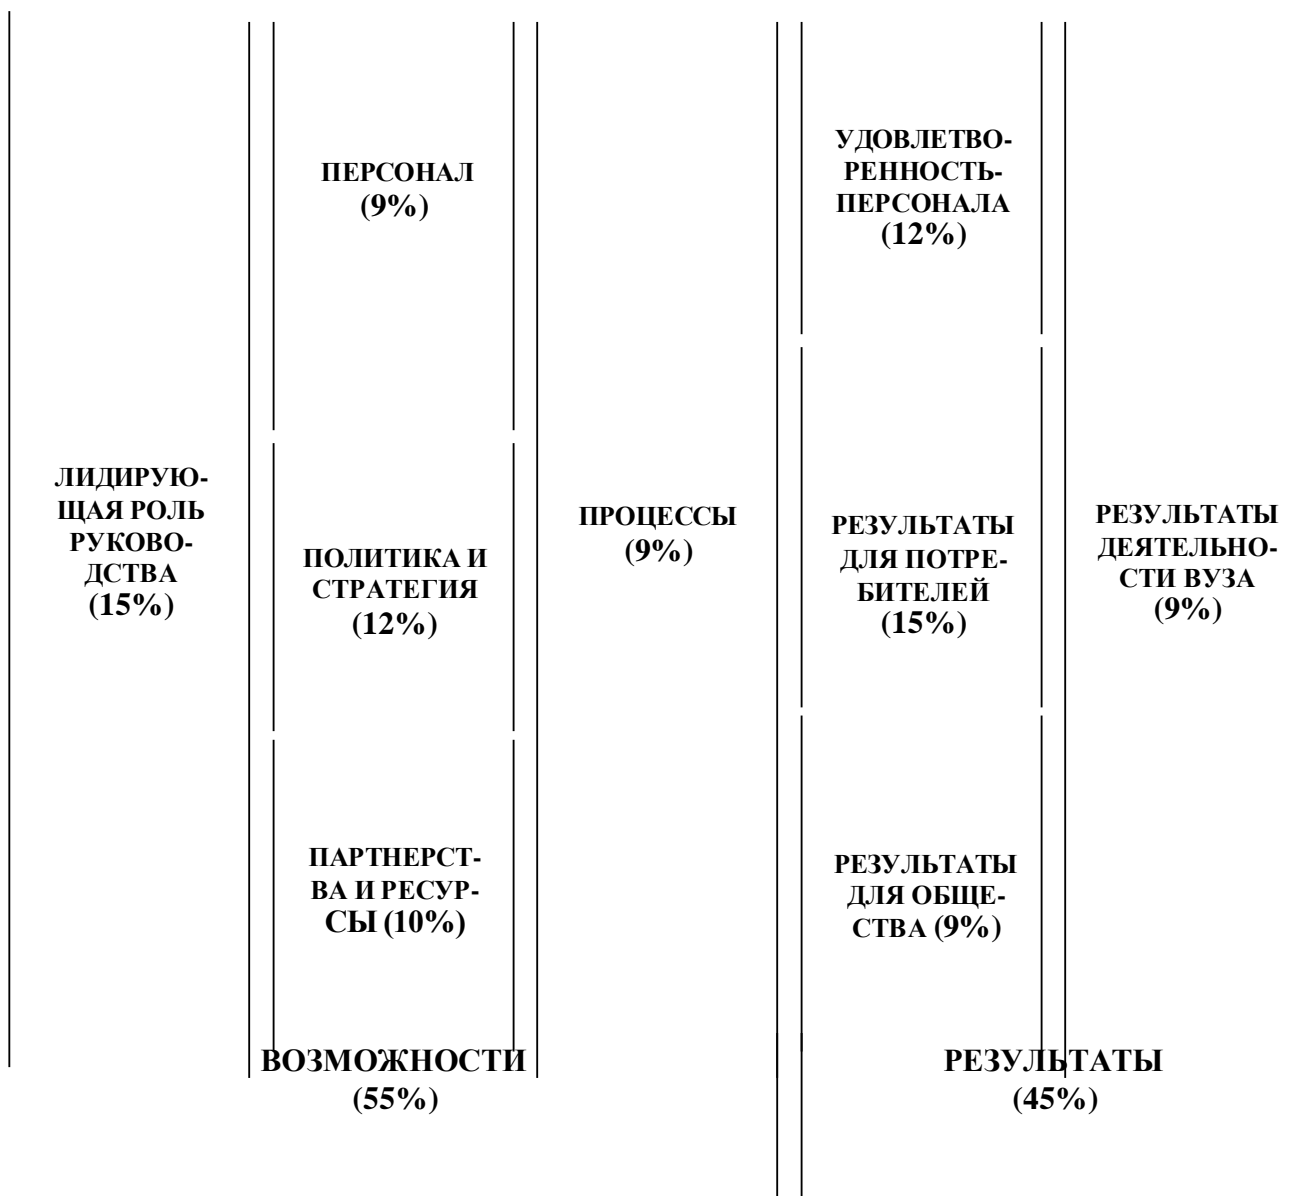 ЛИДИРУЮ-
ЩАЯ РОЛЬ
РУКОВО-
ДСТВА
(15%)
ПЕРСОНАЛ
(9%)
ПОЛИТИКА И
СТРАТЕГИЯ
(12%)
ПАРТНЕРСТ-
ВА И РЕСУР-
СЫ (10%)
ПРОЦЕССЫ
(9%)
УДОВЛЕТВО-
РЕННОСТЬ-
ПЕРСОНАЛА
(12%)
РЕЗУЛЬТАТЫ
ДЛЯ ПОТРЕ-
БИТЕЛЕЙ
(15%)
РЕЗУЛЬТАТЫ
ДЛЯ ОБЩЕ-
СТВА (9%)
РЕЗУЛЬТАТЫ
ДЕЯТЕЛЬНО-
СТИ ВУЗА
(9%)
ВОЗМОЖНОСТИ
(55%)
РЕЗУЛЬТАТЫ
(45%)